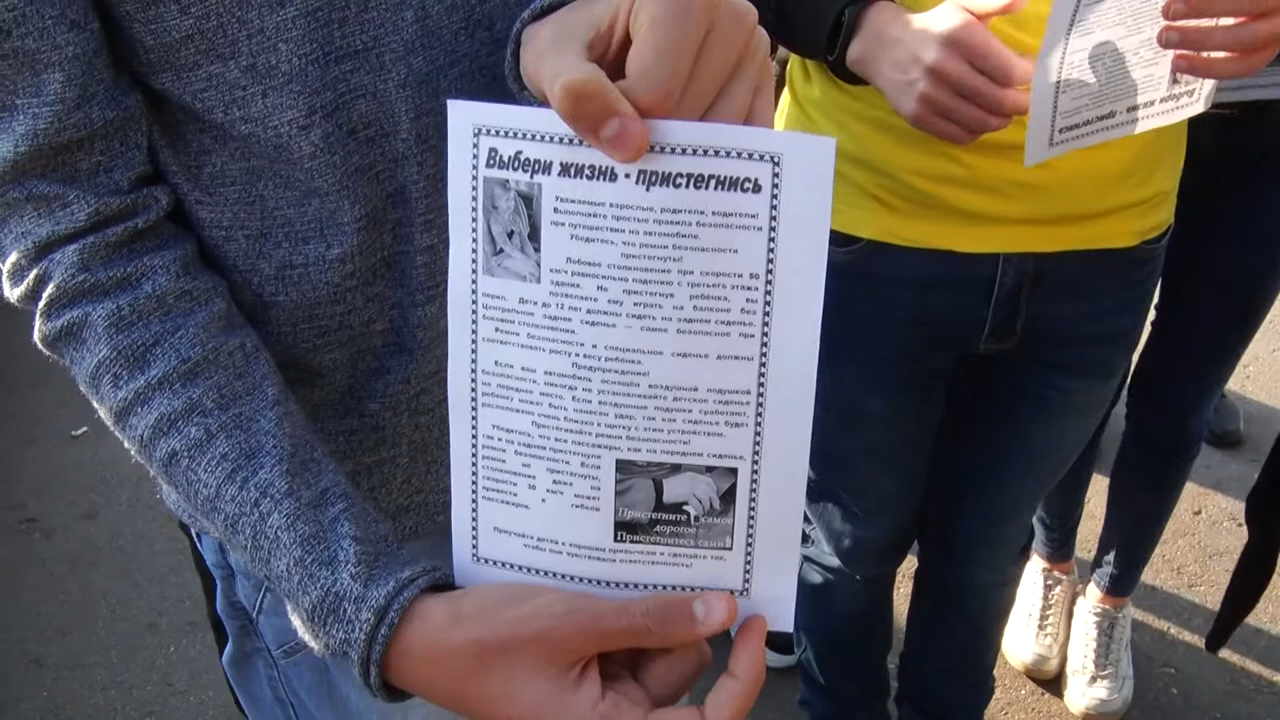 Выбери жизнь - пристегнись
Уважаемые взрослые, родители, водители!
Выполняйте простые правила безопасности
при путешествии на автомобиле.
Убедитесь, что ремни безопасности
пристегнуты!
Лобовое столкновение при скорости 50
км/ч равносильно падению с третьего этажа
здания. Не пристегнув ребёнка, вы
позволяете ему играть на балконе без
перил. Дети до 12 лет должны сидеть на заднем сиденье.
Центральное заднее сиденье — самое безопасное при
боковом столкновении.
Ремни безопасности и специальное сиденье должны
соответствовать росту и весу ребёнка.
Предупреждение!
Если ваш автомобиль оснащён воздушной подушкой
безопасности, никогда не устанавливайте детское сиденье
на переднее место. Если воздушные подушки сработают,
ребенку может быть нанесен удар, так как сиденье будет
расположено очень близко к щитку с этим устройством.
Пристегивайте ремни безопасности!
Убедитесь, что все пассажиры, как на переднем сиденье,
так и на заднем пристегнули
ремни безопасности. Если
ремни не пристёгнуты,
столкновение даже на
скорости 30 км/ч может
привести к гибели
пассажиров.
Пристегните самое
дорогое -
Пристегнитесь сами!
Приучайте детей к хорошим привычкам и сделайте так,
чтобы они чувствовали ответственность!
Выбери жизнь - пристегнись